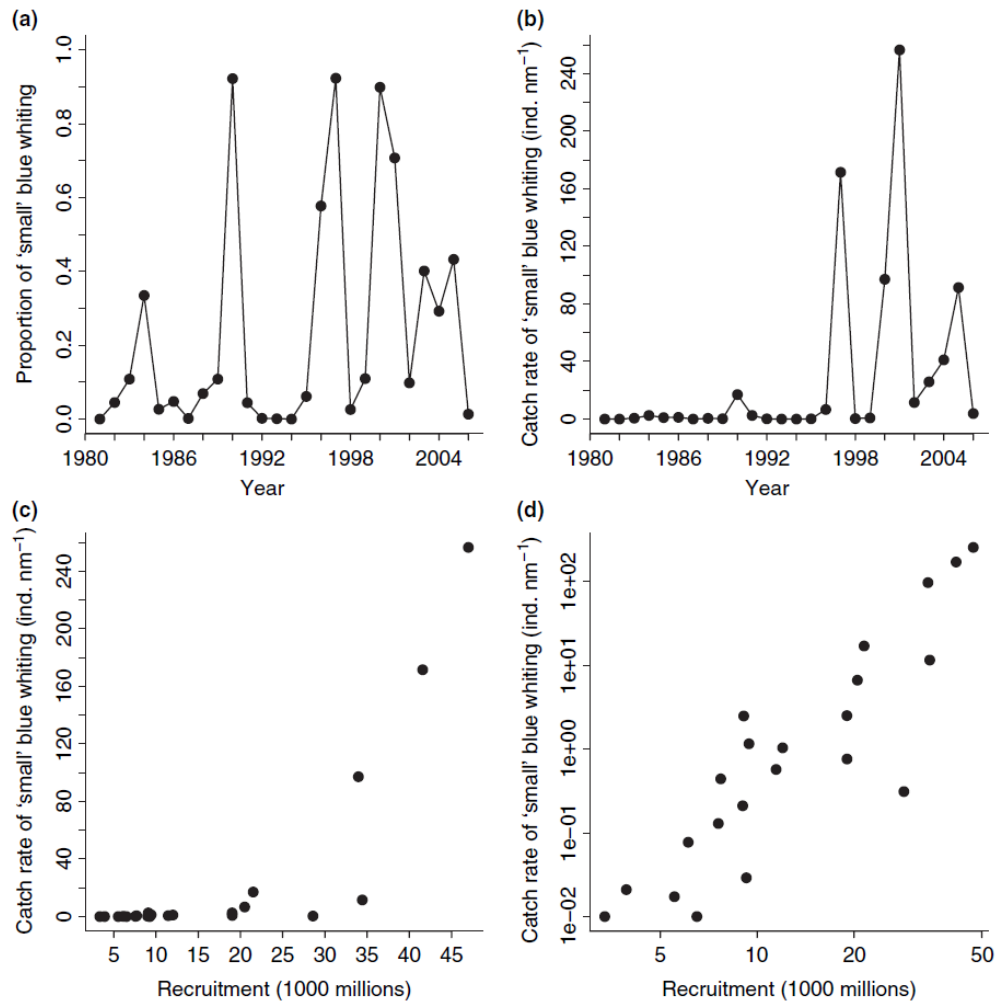 (a)
Proportion of ‘small’ blue whiting
1.0
0.8
0.6
0.4
0.2
0.0
1980 1986 1992 1998 2004
Year
(b)
Catch rate of ‘small’ blue whiting (ind. nm⁻¹)
240
200
160
120
80
40
0
1980 1986 1992 1998 2004
Year
(c)
Catch rate of ‘small’ blue whiting (ind. nm⁻¹)
240
200
160
120
80
40
0
5 10 15 20 25 30 35 40 45
Recruitment (1000 millions)
(d)
Catch rate of ‘small’ blue whiting (ind. nm⁻¹)
1e+02
1e+01
1e+00
1e−01
1e−02
5 10 20 50
Recruitment (1000 millions)